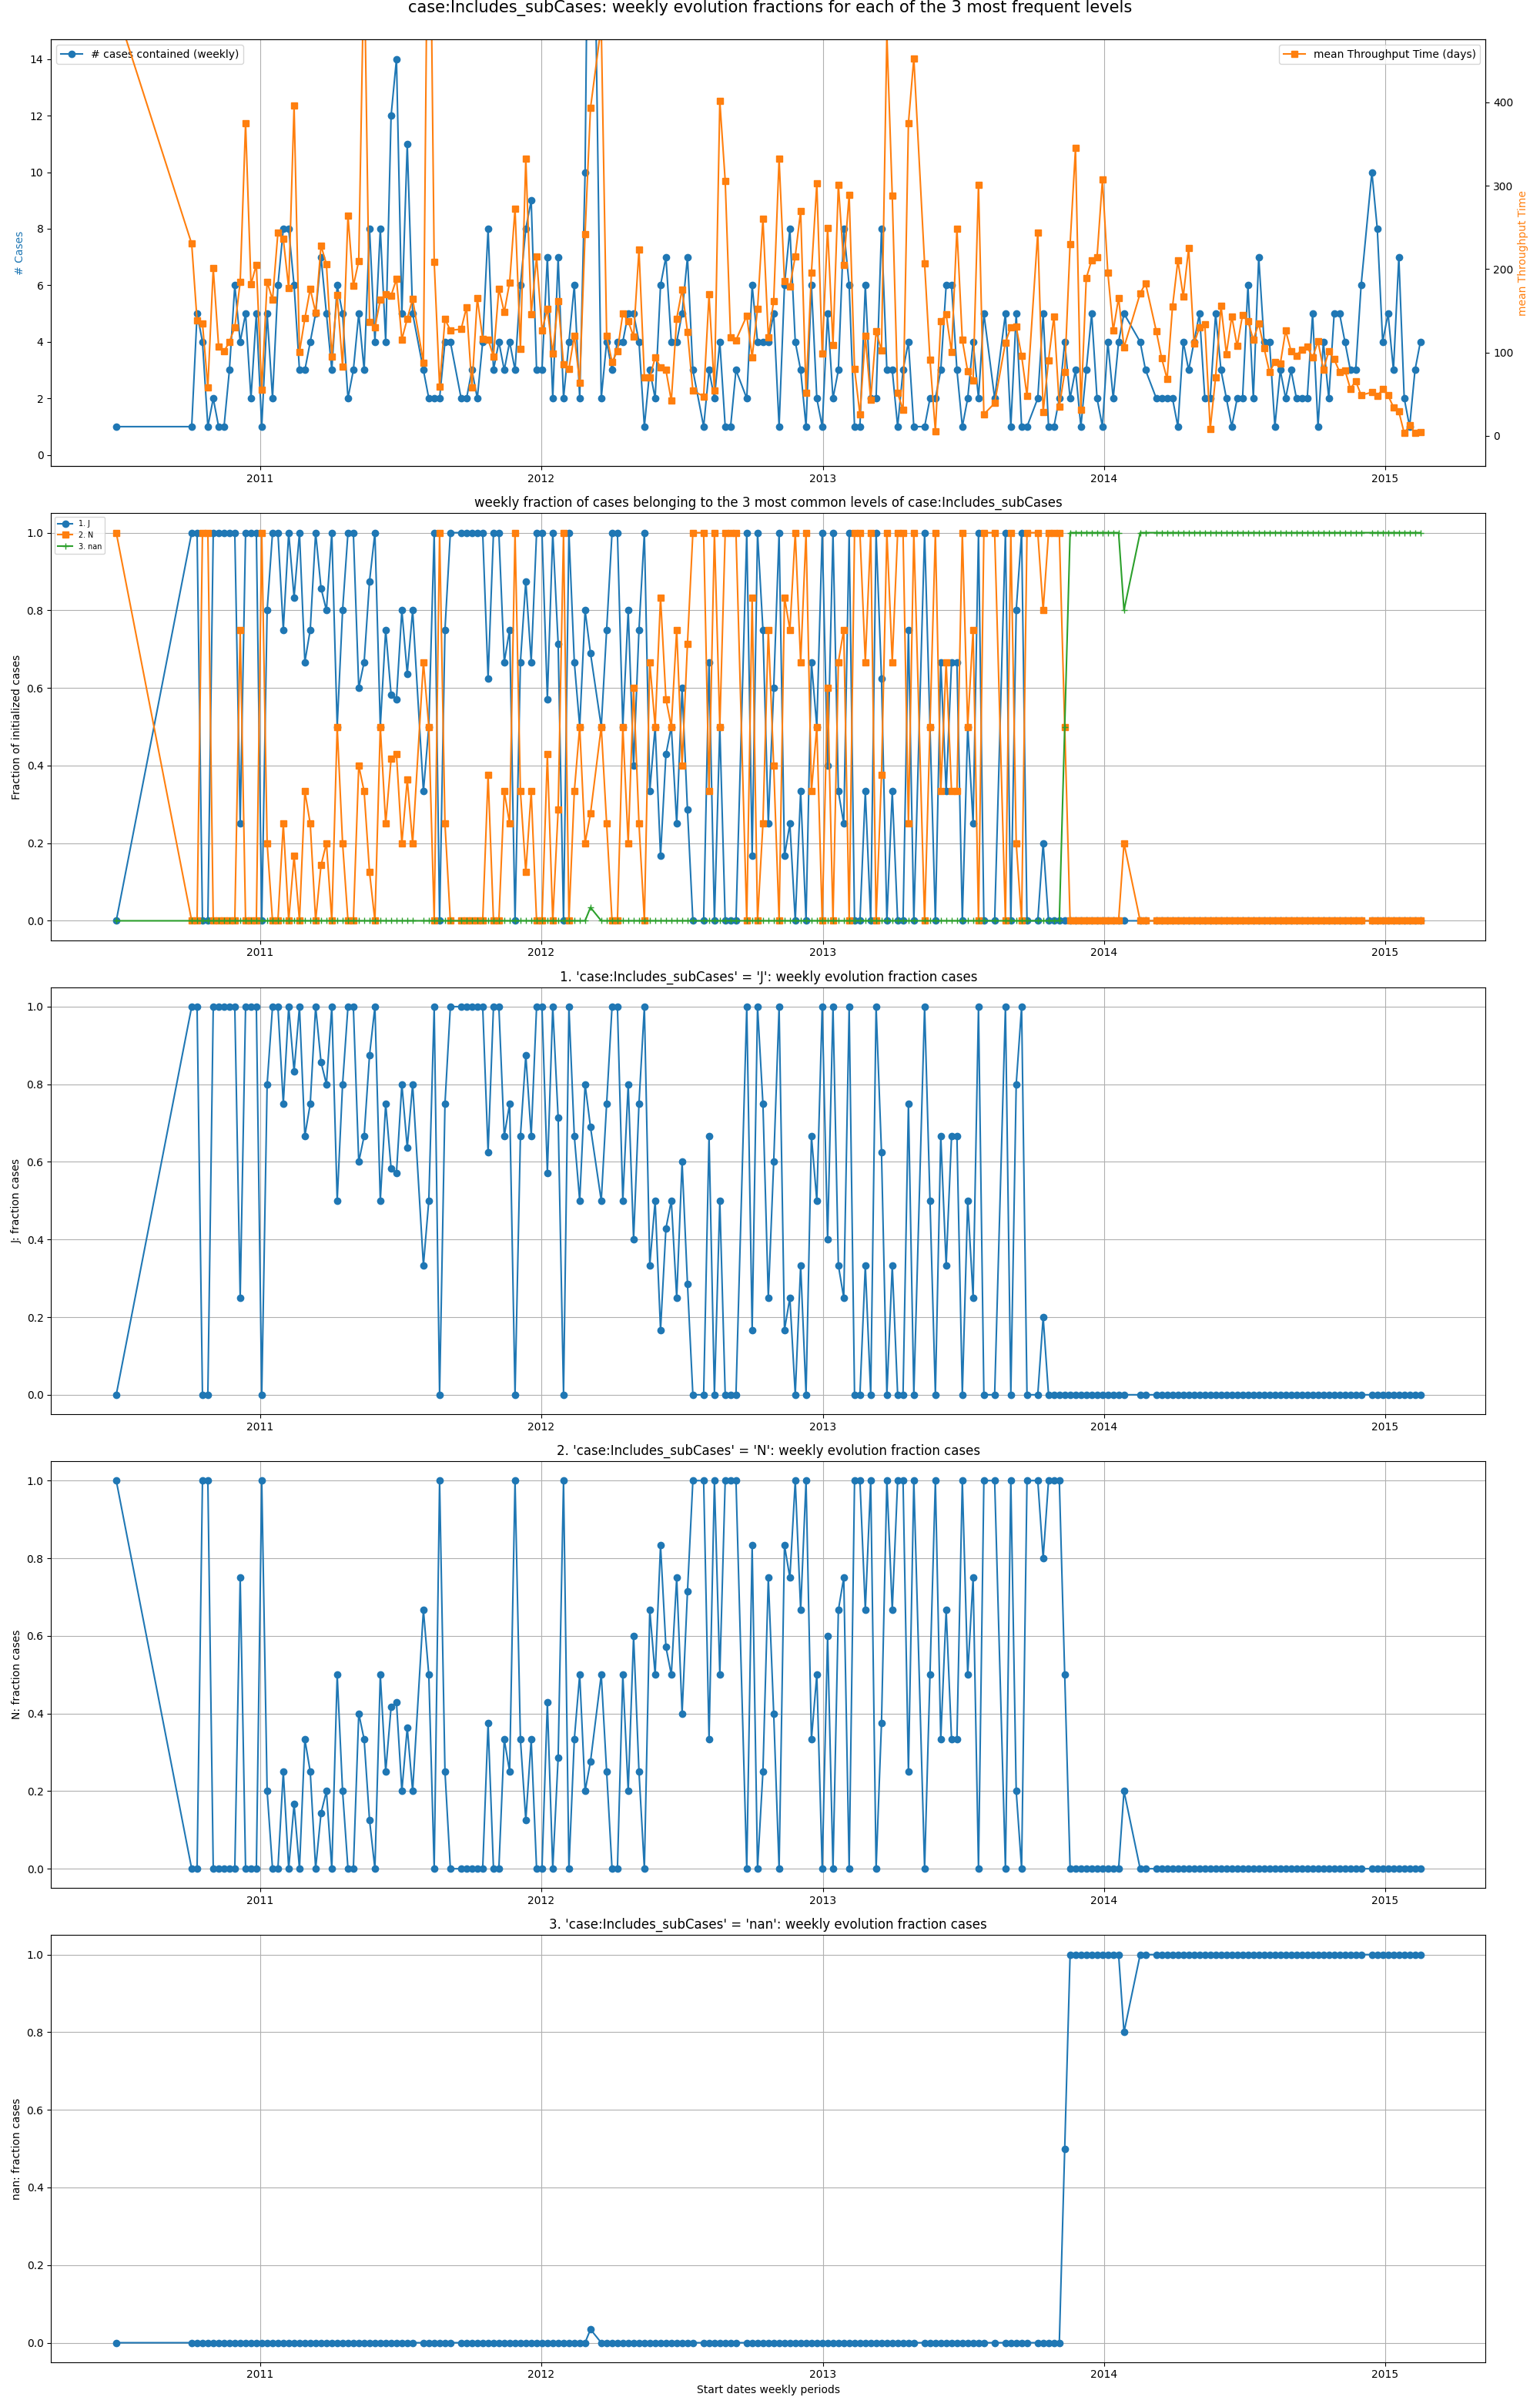 case:Includes_subCases: weekly evolution fractions for each of the 3 most frequent levels
# cases contained (weekly)
mean Throughput Time (days)
# Cases
mean Throughput Time
14
12
10
8
6
4
2
0
400
300
200
100
0
2011 2012 2013 2014 2015
weekly fraction of cases belonging to the 3 most common levels of case:Includes_subCases
1. J
2. N
3. nan
Fraction of initialized cases
1.0
0.8
0.6
0.4
0.2
0.0
2011 2012 2013 2014 2015
1. 'case:Includes_subCases' = 'J': weekly evolution fraction cases
J: fraction cases
1.0
0.8
0.6
0.4
0.2
0.0
2011 2012 2013 2014 2015
2. 'case:Includes_subCases' = 'N': weekly evolution fraction cases
N: fraction cases
1.0
0.8
0.6
0.4
0.2
0.0
2011 2012 2013 2014 2015
3. 'case:Includes_subCases' = 'nan': weekly evolution fraction cases
nan: fraction cases
1.0
0.8
0.6
0.4
0.2
0.0
2011 2012 2013 2014 2015
Start dates weekly periods